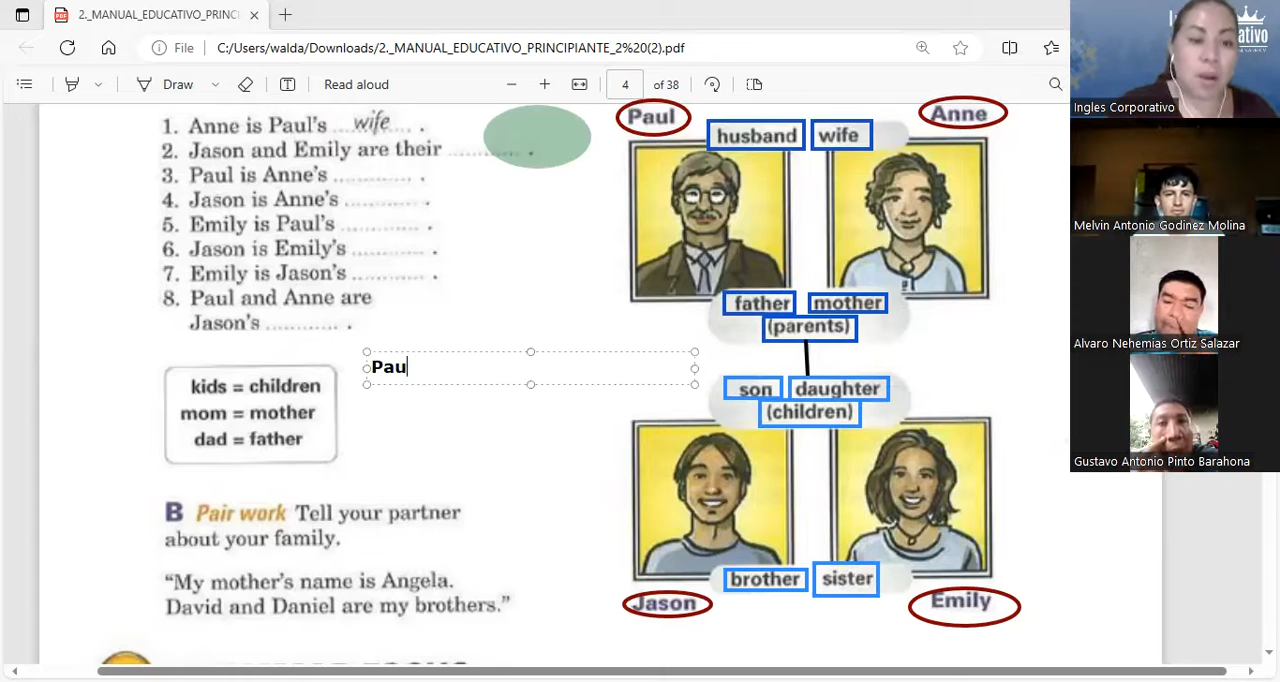 2._MANUAL_EDUCATIVO_PRINCI
File C:/Users/walda/Downloads/2._MANUAL_EDUCATIVO_PRINCIPIANTE_2%20(2).pdf
Draw
Read aloud
4 of 38
1. Anne is Paul's ....wife.... .
2. Jason and Emily are their ............ .
3. Paul is Anne's ............ .
4. Jason is Anne's ............ .
5. Emily is Paul's ............ .
6. Jason is Emily's ............ .
7. Emily is Jason's ............ .
8. Paul and Anne are
Jason's ............ .
Pau
kids = children
mom = mother
dad = father
B Pair work Tell your partner
about your family.
“My mother's name is Angela.
David and Daniel are my brothers.”
Paul Anne
husband wife
father mother
(parents)
son daughter
(children)
brother sister
Jason Emily
Ingles Corporativo
Melvin Antonio Godinez Molina
Alvaro Nehemias Ortiz Salazar
Gustavo Antonio Pinto Barahona